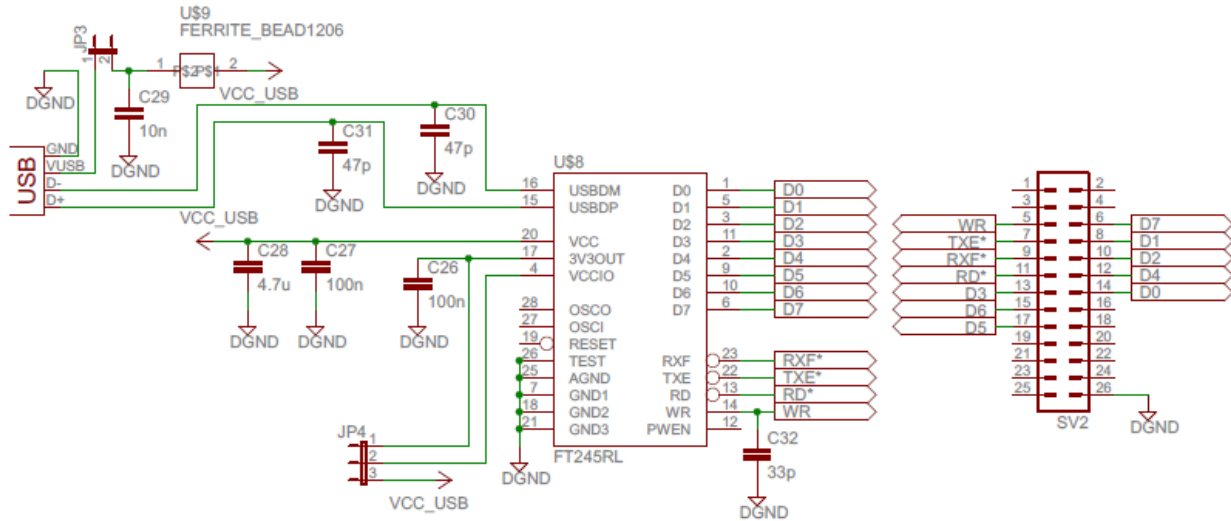 U$9
FERRITE_BEAD1206
JP3
1
2
1
P$2P$1
2
VCC_USB
DGND
C29
10n
DGND
C31
47p
DGND
C30
47p
DGND
USB
GND
VUSB
D-
D+
VCC_USB
C28
4.7u
DGND
C27
100n
DGND
C26
100n
DGND
U$8
16 USBDM D0 1 D0
15 USBDP D1 5 D1
D2 3 D2
20 VCC D3 11 D3
17 3V3OUT D4 2 D4
4 VCCIO D5 9 D5
D6 10 D6
28 OSCO D7 6 D7
27 OSCI
19 RESET
26 TEST RXF 23 RXF*
25 AGND TXE 22 TXE*
7 GND1 RD 13 RD*
18 GND2 WR 14 WR
21 GND3 PWEN 12
FT245RL
DGND
C32
33p
DGND
JP4
1
2
3
VCC_USB
1 2
3 4
WR 5 6 D7
TXE* 7 8 D1
RXF* 9 10 D2
RD* 11 12 D4
D3 13 14 D0
D6 15 16
D5 17 18
19 20
21 22
23 24
25 26
SV2
DGND